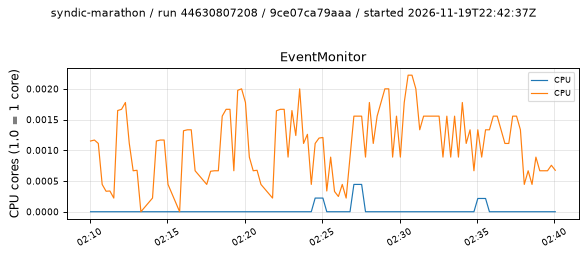 syndic-marathon / run 44630807208 / 9ce07ca79aaa / started 2026-11-19T22:42:37Z
EventMonitor
CPU
CPU
CPU cores (1.0 = 1 core)
0.0020
0.0015
0.0010
0.0005
0.0000
02:10
02:15
02:20
02:25
02:30
02:35
02:40